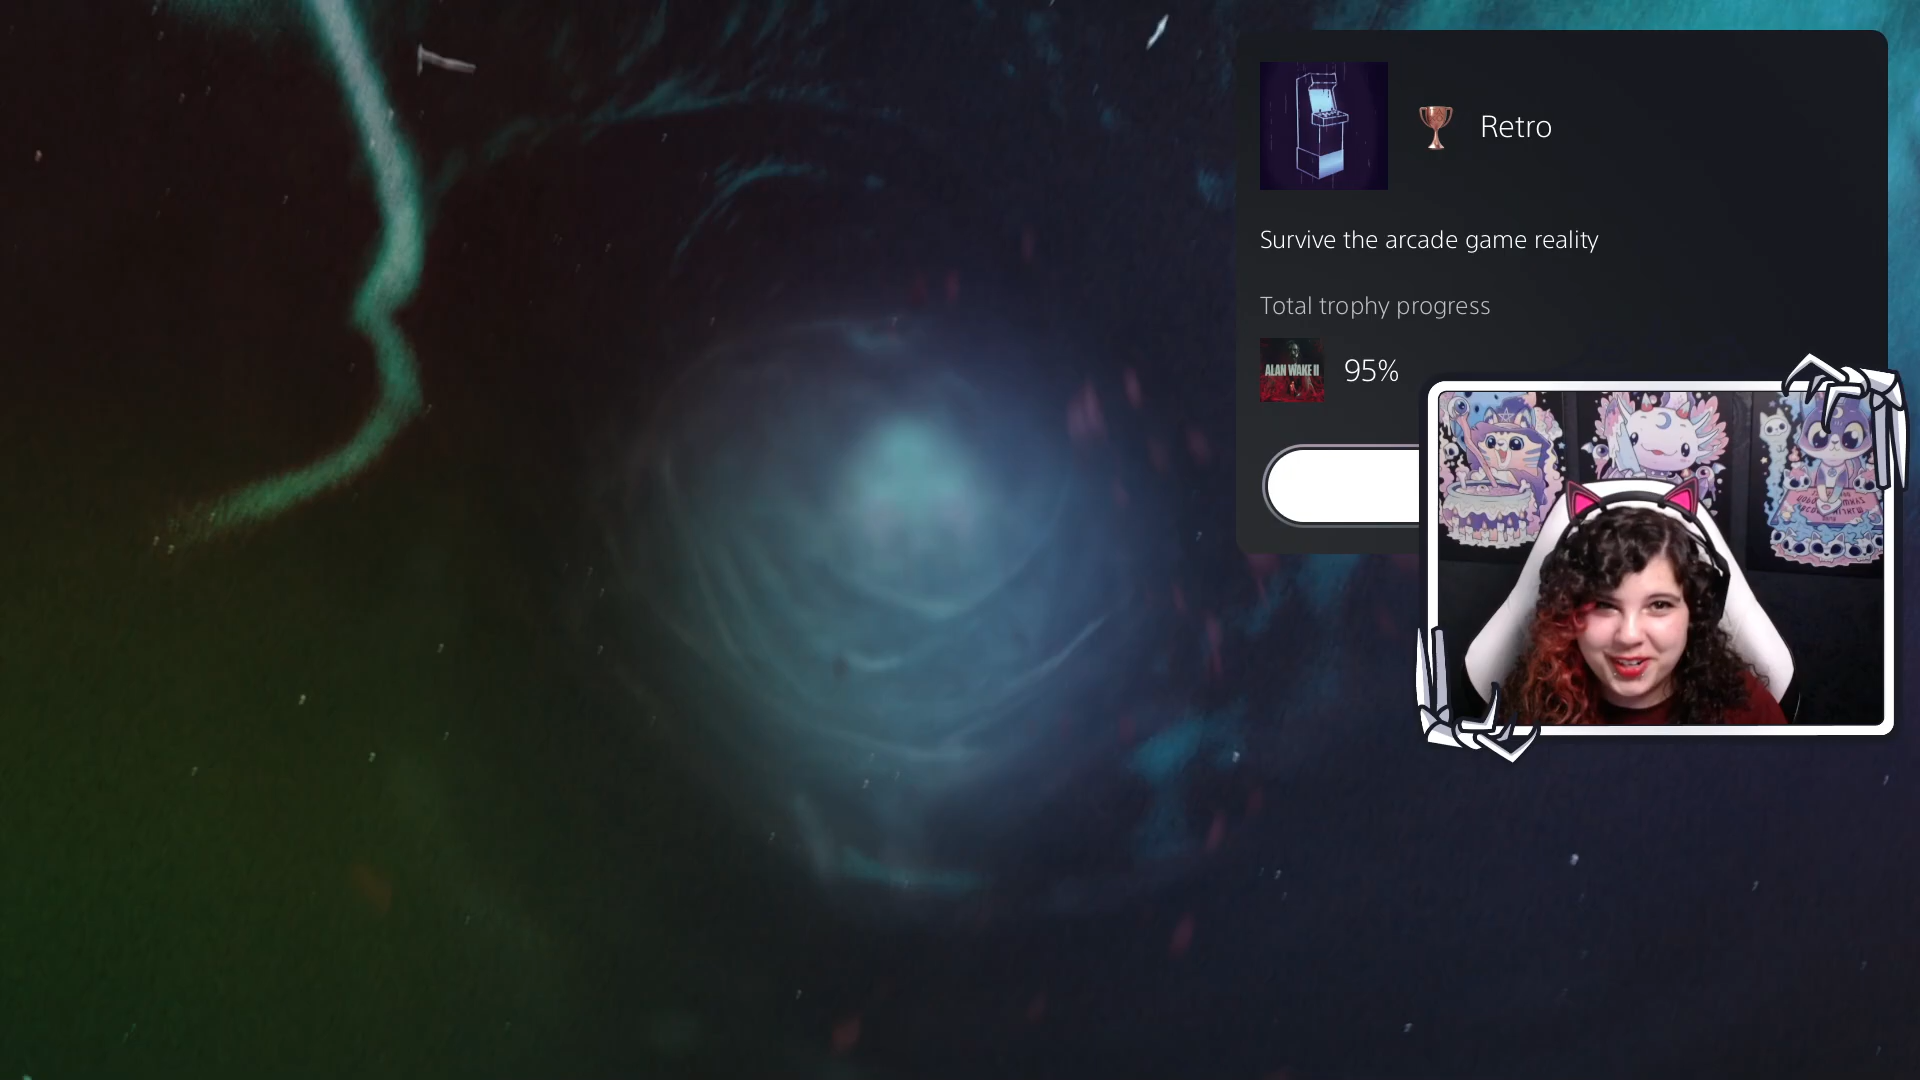 Retro
Survive the arcade game reality
Total trophy progress
ALAN WAKE II
95%